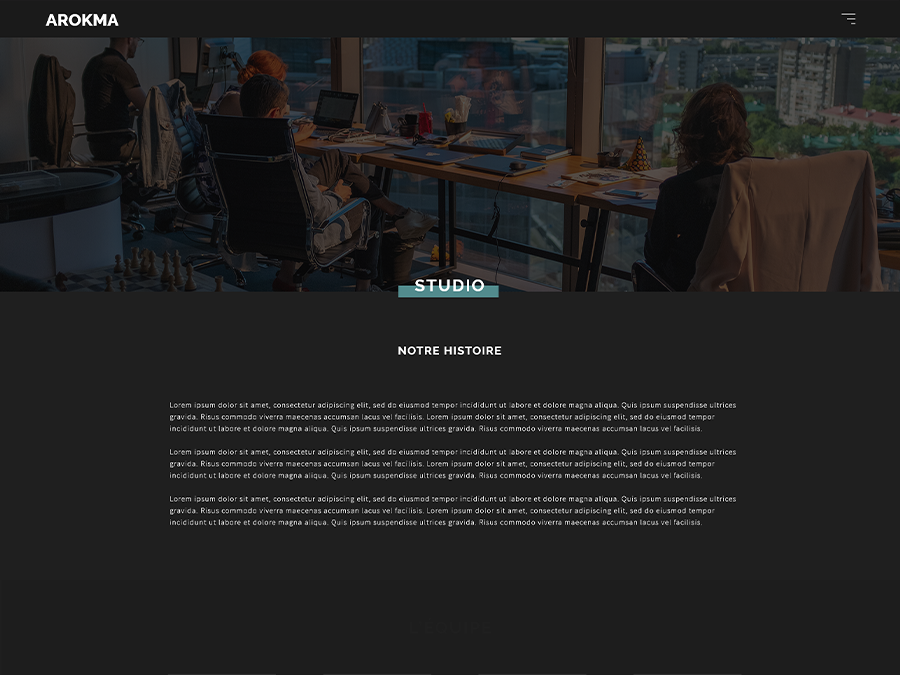 AROKMA
STUDIO
NOTRE HISTOIRE
Lorem ipsum dolor sit amet, consectetur adipiscing elit, sed do eiusmod tempor incididunt ut labore et dolore magna aliqua. Quis ipsum suspendisse ultrices
gravida. Risus commodo viverra maecenas accumsan lacus vel facilisis. Lorem ipsum dolor sit amet, consectetur adipiscing elit, sed do eiusmod tempor
incididunt ut labore et dolore magna aliqua. Quis ipsum suspendisse ultrices gravida. Risus commodo viverra maecenas accumsan lacus vel facilisis.
Lorem ipsum dolor sit amet, consectetur adipiscing elit, sed do eiusmod tempor incididunt ut labore et dolore magna aliqua. Quis ipsum suspendisse ultrices
gravida. Risus commodo viverra maecenas accumsan lacus vel facilisis. Lorem ipsum dolor sit amet, consectetur adipiscing elit, sed do eiusmod tempor
incididunt ut labore et dolore magna aliqua. Quis ipsum suspendisse ultrices gravida. Risus commodo viverra maecenas accumsan lacus vel facilisis.
Lorem ipsum dolor sit amet, consectetur adipiscing elit, sed do eiusmod tempor incididunt ut labore et dolore magna aliqua. Quis ipsum suspendisse ultrices
gravida. Risus commodo viverra maecenas accumsan lacus vel facilisis. Lorem ipsum dolor sit amet, consectetur adipiscing elit, sed do eiusmod tempor
incididunt ut labore et dolore magna aliqua. Quis ipsum suspendisse ultrices gravida. Risus commodo viverra maecenas accumsan lacus vel facilisis.